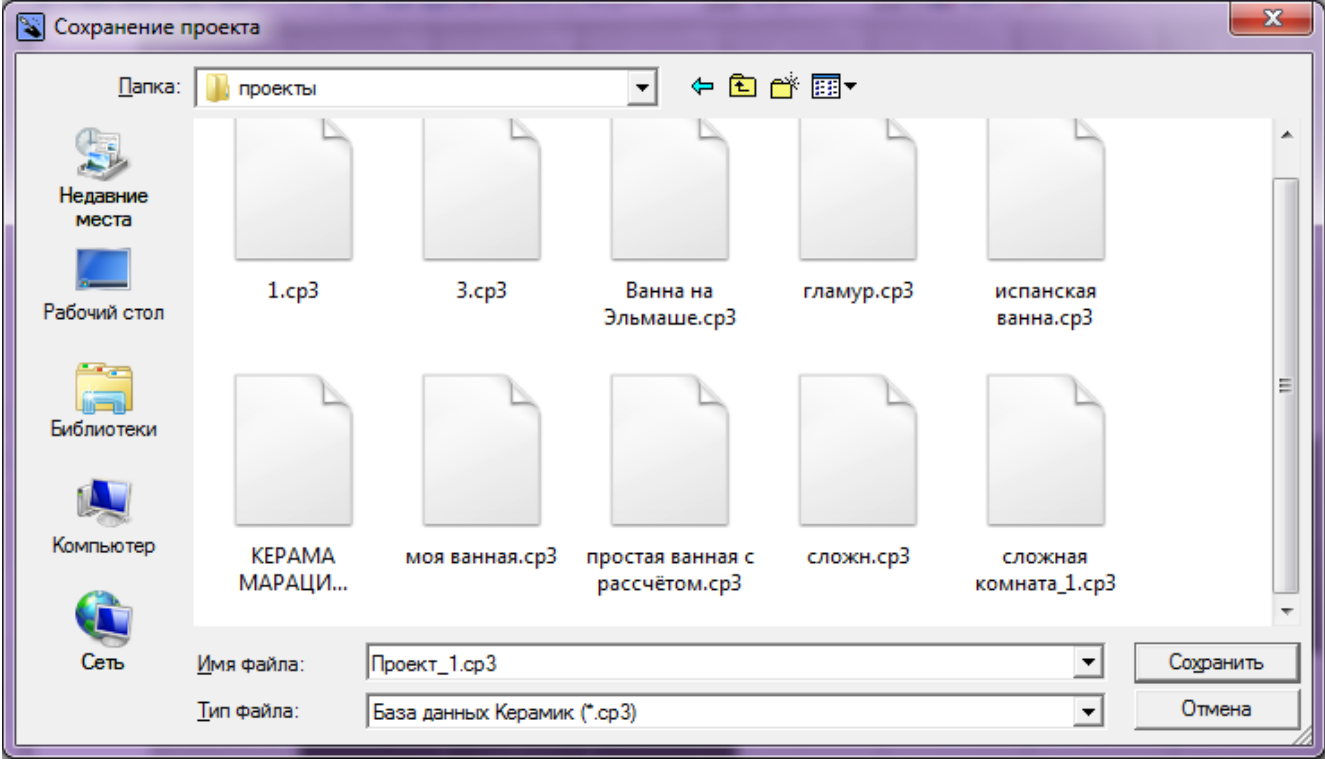 Сохранение проекта
Папка: проекты
Недавние
места
Рабочий стол
Библиотеки
Компьютер
Сеть
1.cp3
3.cp3
Ванна на
Эльмаше.cp3
гламур.cp3
испанская
ванна.cp3
КЕРАМА
МАРАЦИ...
моя ванная.cp3
простая ванная с
рассчётом.cp3
сложн.cp3
сложная
комната_1.cp3
Имя файла: Проект_1.cp3
Сохранить
Тип файла: База данных Керамик (*.cp3)
Отмена